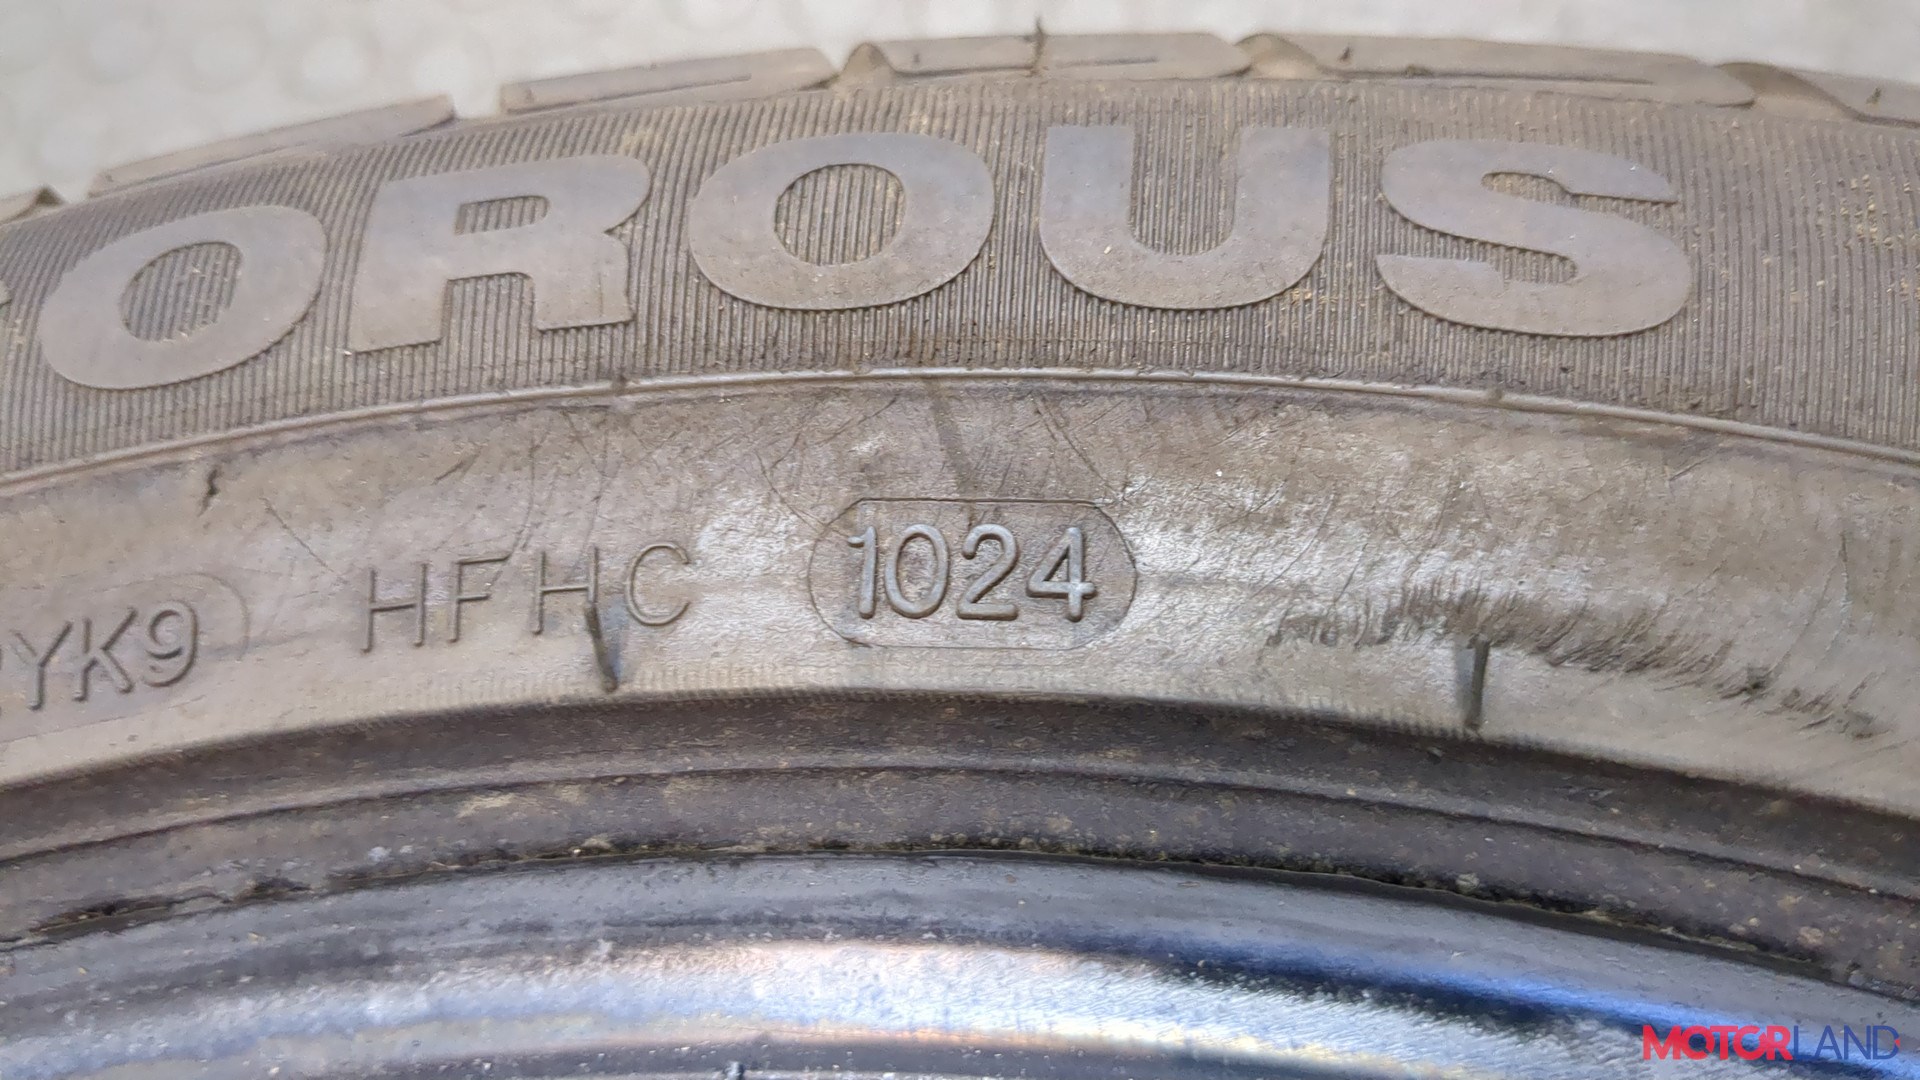 OROUS
YK9 HFHC 1024
MOTORLAND